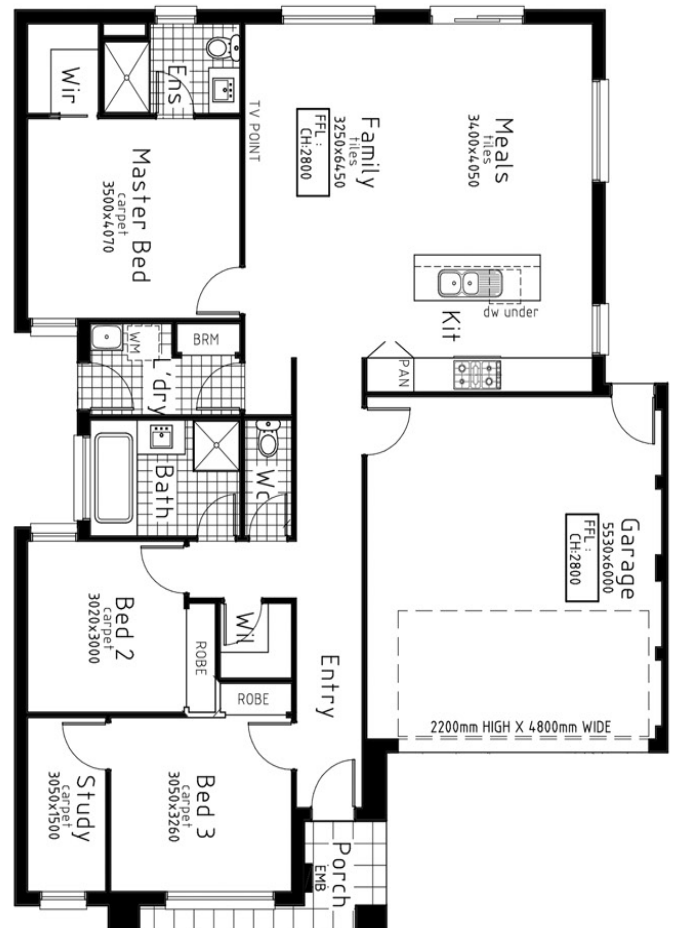 Wir
Ens
TV POINT
FFL :
CH:2800
Family
tiles
3250x6450
Meals
tiles
3400x4050
Master Bed
carpet
3500x4070
dw under
Kit
WM
BRM
L'dry
PAN
Bath
Wc
Garage
5530x6000
FFL :
CH:2800
Bed 2
carpet
3020x3000
Wil
ROBE
ROBE
Entry
2200mm HIGH X 4800mm WIDE
Study
carpet
3050x1500
Bed 3
carpet
3050x3260
Porch
EMB